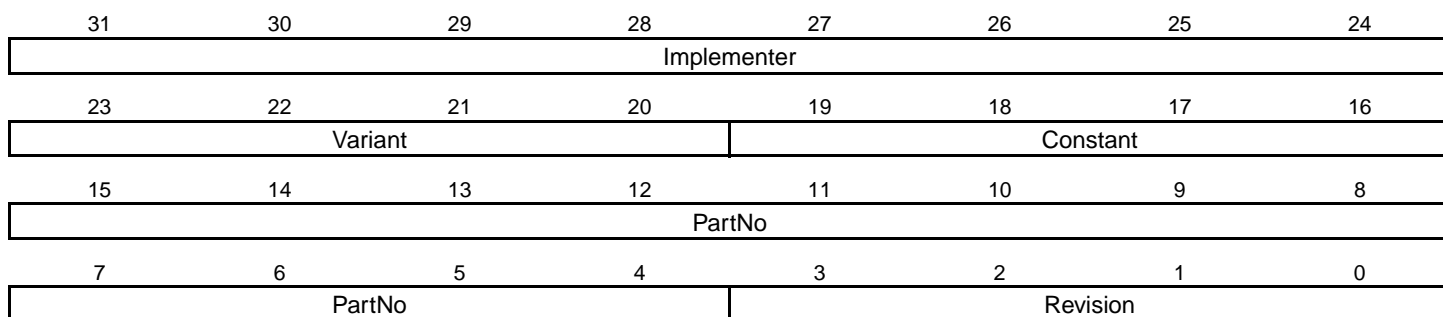 31 30 29 28 27 26 25 24
Implementer
23 22 21 20 19 18 17 16
Variant Constant
15 14 13 12 11 10 9 8
PartNo
7 6 5 4 3 2 1 0
PartNo Revision